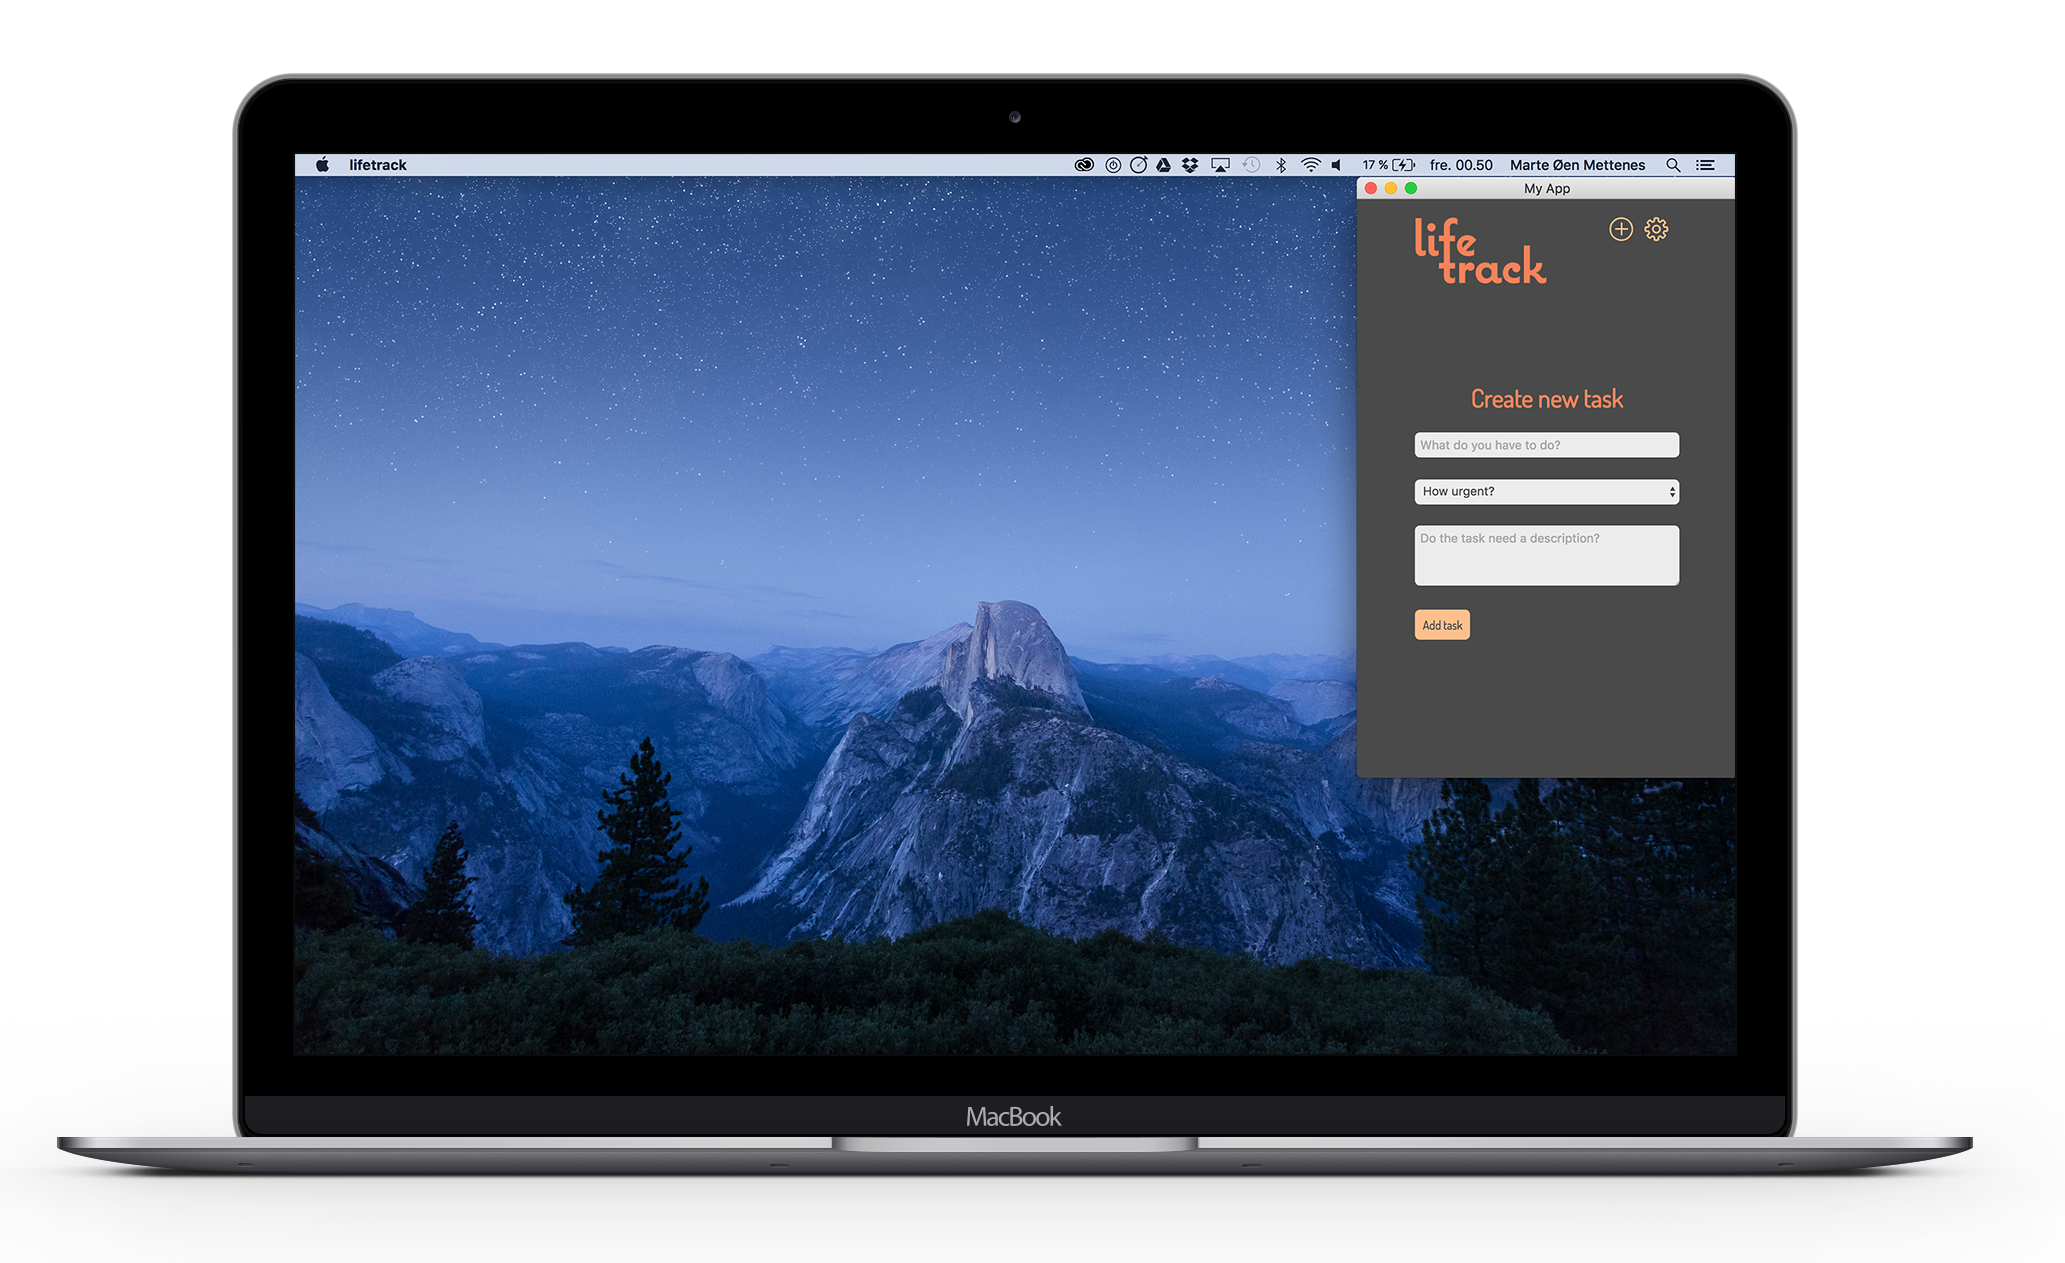 lifetrack 17 % fre. 00.50 Marte Øen Mettenes
My App
life
track
Create new task
What do you have to do?
How urgent?
Do the task need a description?
Add task
MacBook